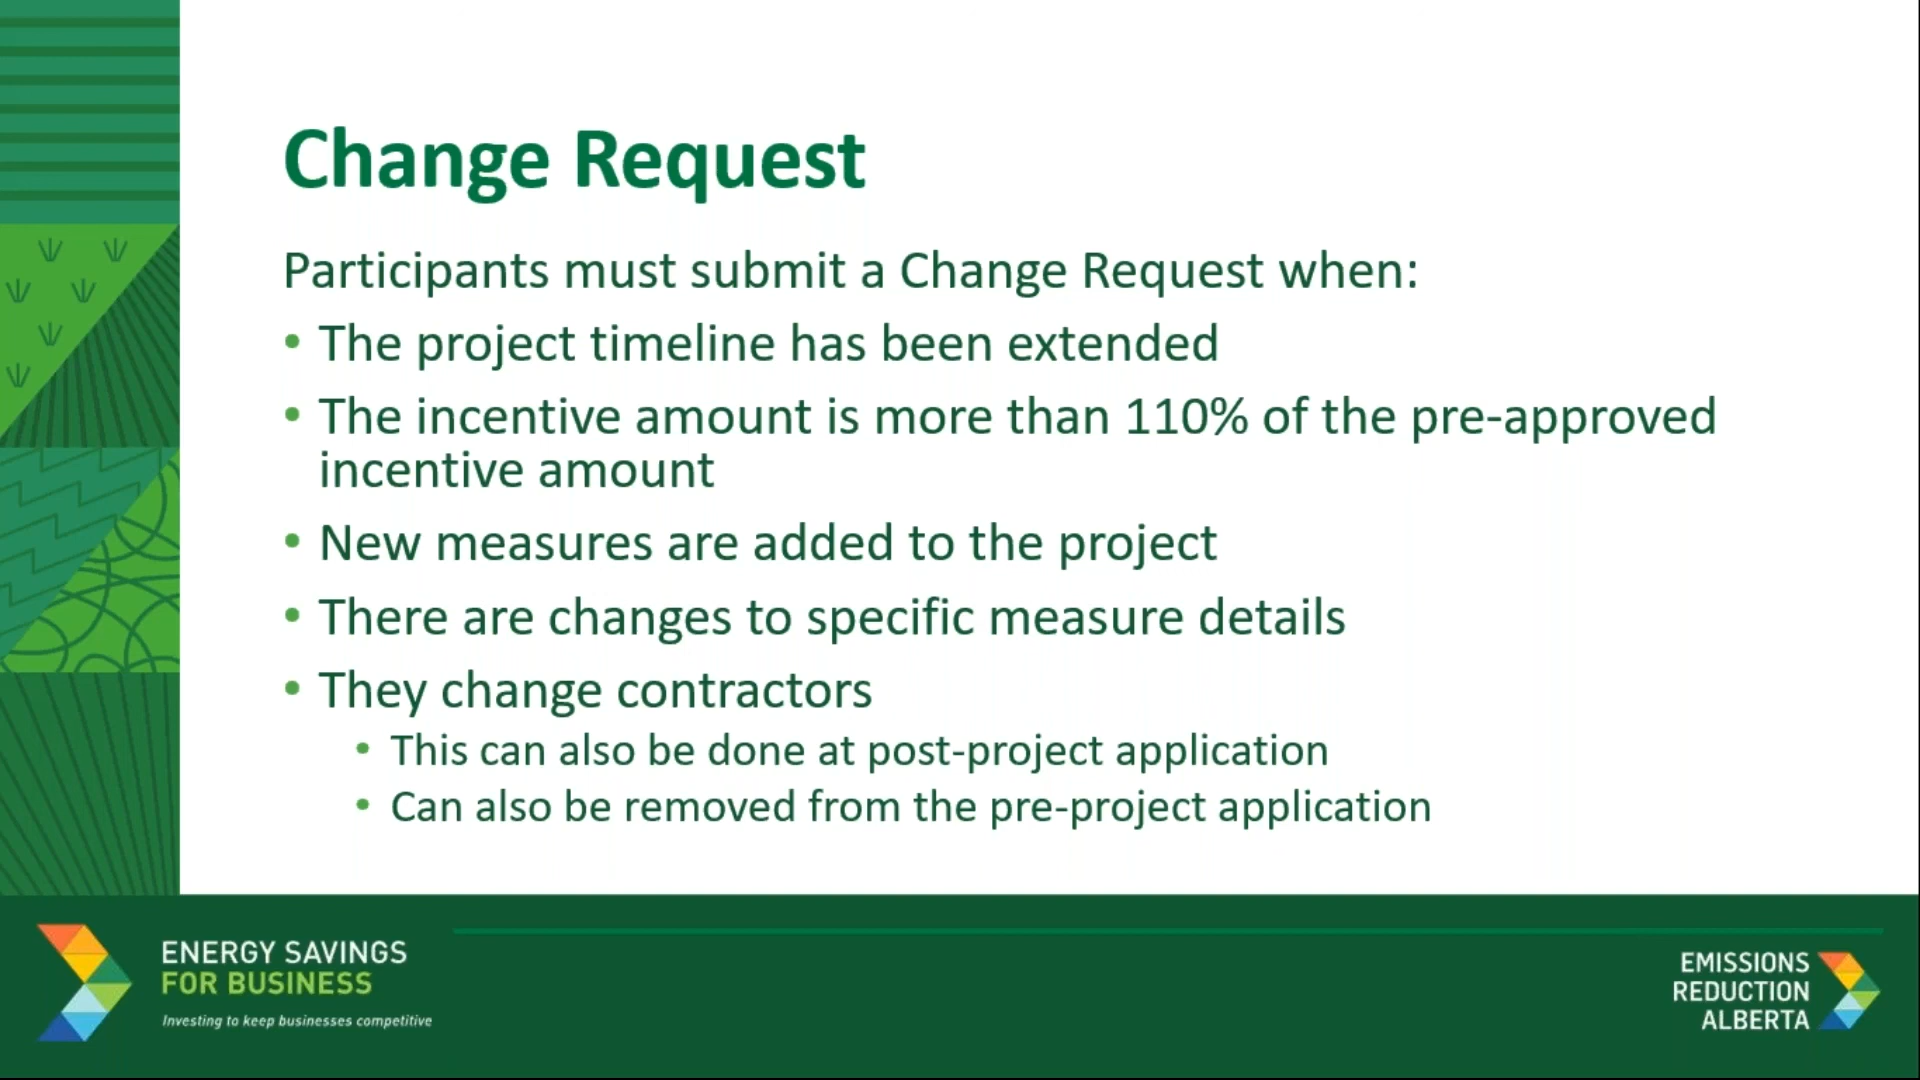 Change Request
Participants must submit a Change Request when:
• The project timeline has been extended
• The incentive amount is more than 110% of the pre-approved
incentive amount
• New measures are added to the project
• There are changes to specific measure details
• They change contractors
• This can also be done at post-project application
• Can also be removed from the pre-project application
ENERGY SAVINGS
FOR BUSINESS
Investing to keep businesses competitive
EMISSIONS
REDUCTION
ALBERTA